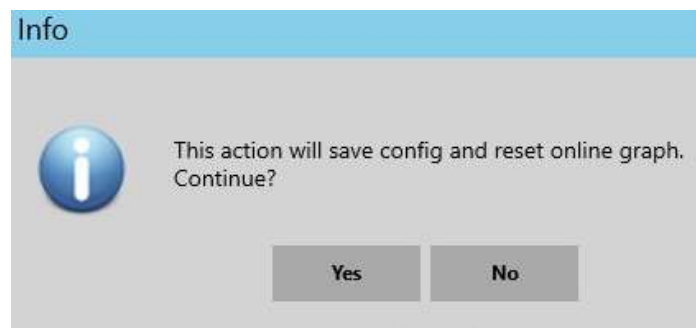 Info
This action will save config and reset online graph.
Continue?
Yes No